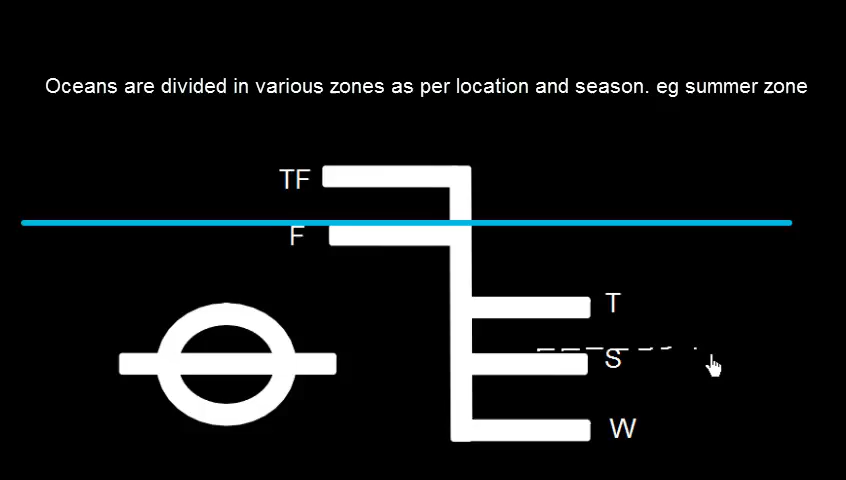 Oceans are divided in various zones as per location and season. eg summer zone
TF
F
T
S
W